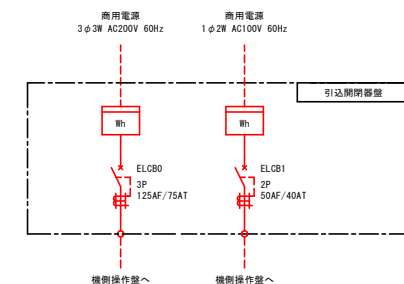 商用電源
3φ3W AC200V 60Hz
商用電源
1φ2W AC100V 60Hz
引込開閉器盤
Wh
Wh
ELCB0
3P
125AF/75AT
ELCB1
2P
50AF/40AT
機側操作盤へ
機側操作盤へ